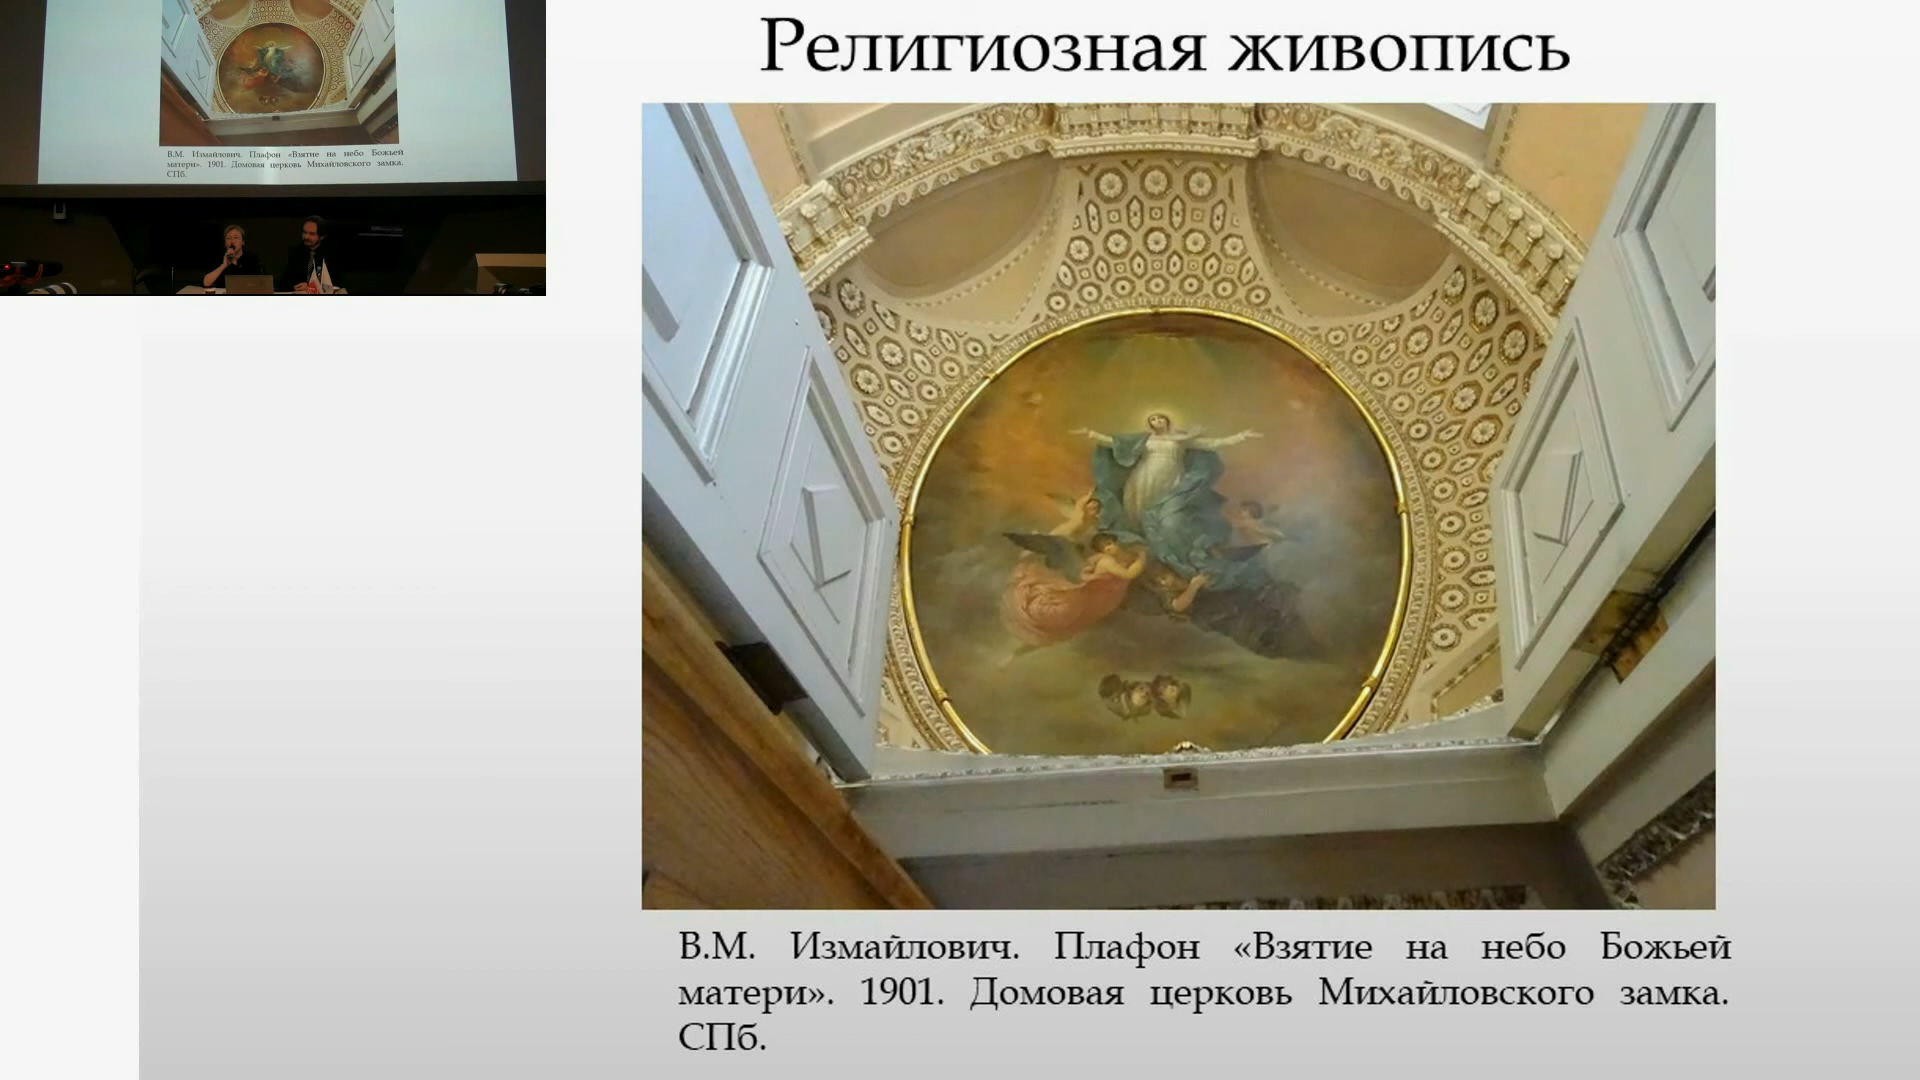 Религиозная живопись
В.М. Измайлович. Плафон «Взятие на небо Божьей
матери». 1901. Домовая церковь Михайловского замка.
СПб.
В.М. Измайлович. Плафон «Взятие на небо Божьей
матери». 1901. Домовая церковь Михайловского замка.
СПб.